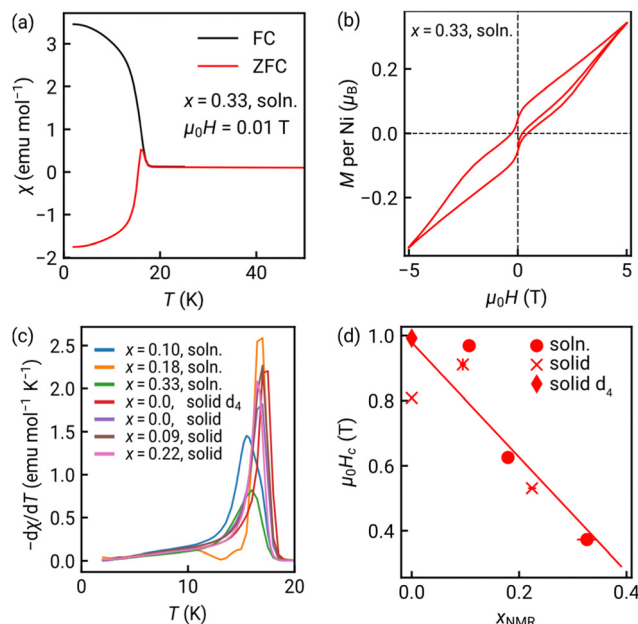 (a)
3
2
1
0
−1
−2
χ (emu mol⁻¹)
FC
ZFC
x = 0.33, soln.
μ₀H = 0.01 T
0 20 40
T (K)
(b)
x = 0.33, soln.
0.2
0.0
−0.2
M per Ni (μ_B)
−5 0 5
μ₀H (T)
(c)
2.5
2.0
1.5
1.0
0.5
0.0
−dχ/dT (emu mol⁻¹ K⁻¹)
x = 0.10, soln.
x = 0.18, soln.
x = 0.33, soln.
x = 0.0, solid d₄
x = 0.0, solid
x = 0.09, solid
x = 0.22, solid
0 10 20
T (K)
(d)
1.0
0.8
0.6
0.4
μ₀H_c (T)
soln.
solid
solid d₄
0.0 0.2 0.4
x_NMR